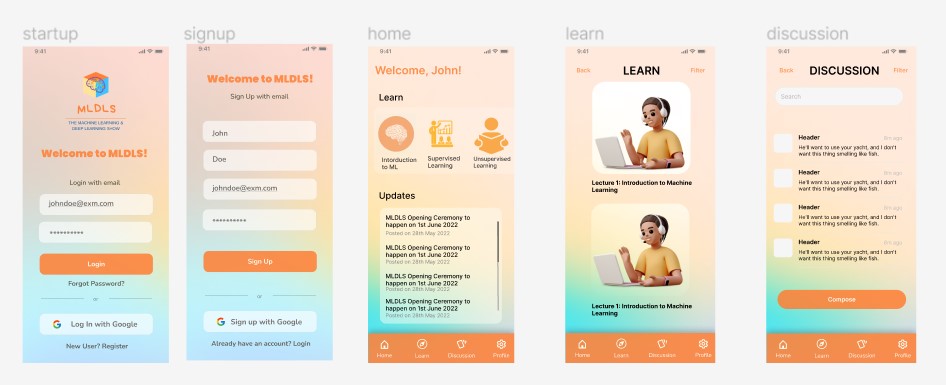 startup
9:41
MLDLS
THE MACHINE LEARNING &
DEEP LEARNING SHOW
Welcome to MLDLS!
Login with email
johndoe@exm.com
**********
Login
Forgot Password?
or
Log In with Google
New User? Register
signup
9:41
Welcome to MLDLS!
Sign Up with email
John
Doe
johndoe@exm.com
**********
Sign Up
or
Sign up with Google
Already have an account? Login
home
9:41
Welcome, John!
Learn
Intorduction
to ML
Supervised
Learning
Unsupervised
Learning
Updates
MLDLS Opening Ceremony to
happen on 1st June 2022
Posted on 28th May 2022
MLDLS Opening Ceremony to
happen on 1st June 2022
Posted on 28th May 2022
MLDLS Opening Ceremony to
happen on 1st June 2022
Posted on 28th May 2022
MLDLS Opening Ceremony to
happen on 1st June 2022
Posted on 28th May 2022
Home
Learn
Discussion
Profile
learn
9:41
Back
LEARN
Filter
Lecture 1: Introduction to Machine
Learning
Lecture 1: Introduction to Machine
Learning
Home
Learn
Discussion
Profile
discussion
9:41
Back
DISCUSSION
Filter
Search
Header
8m ago
He'll want to use your yacht, and I don't
want this thing smelling like fish.
Header
8m ago
He'll want to use your yacht, and I don't
want this thing smelling like fish.
Header
8m ago
He'll want to use your yacht, and I don't
want this thing smelling like fish.
Header
8m ago
He'll want to use your yacht, and I don't
want this thing smelling like fish.
Compose
Home
Learn
Discussion
Profile